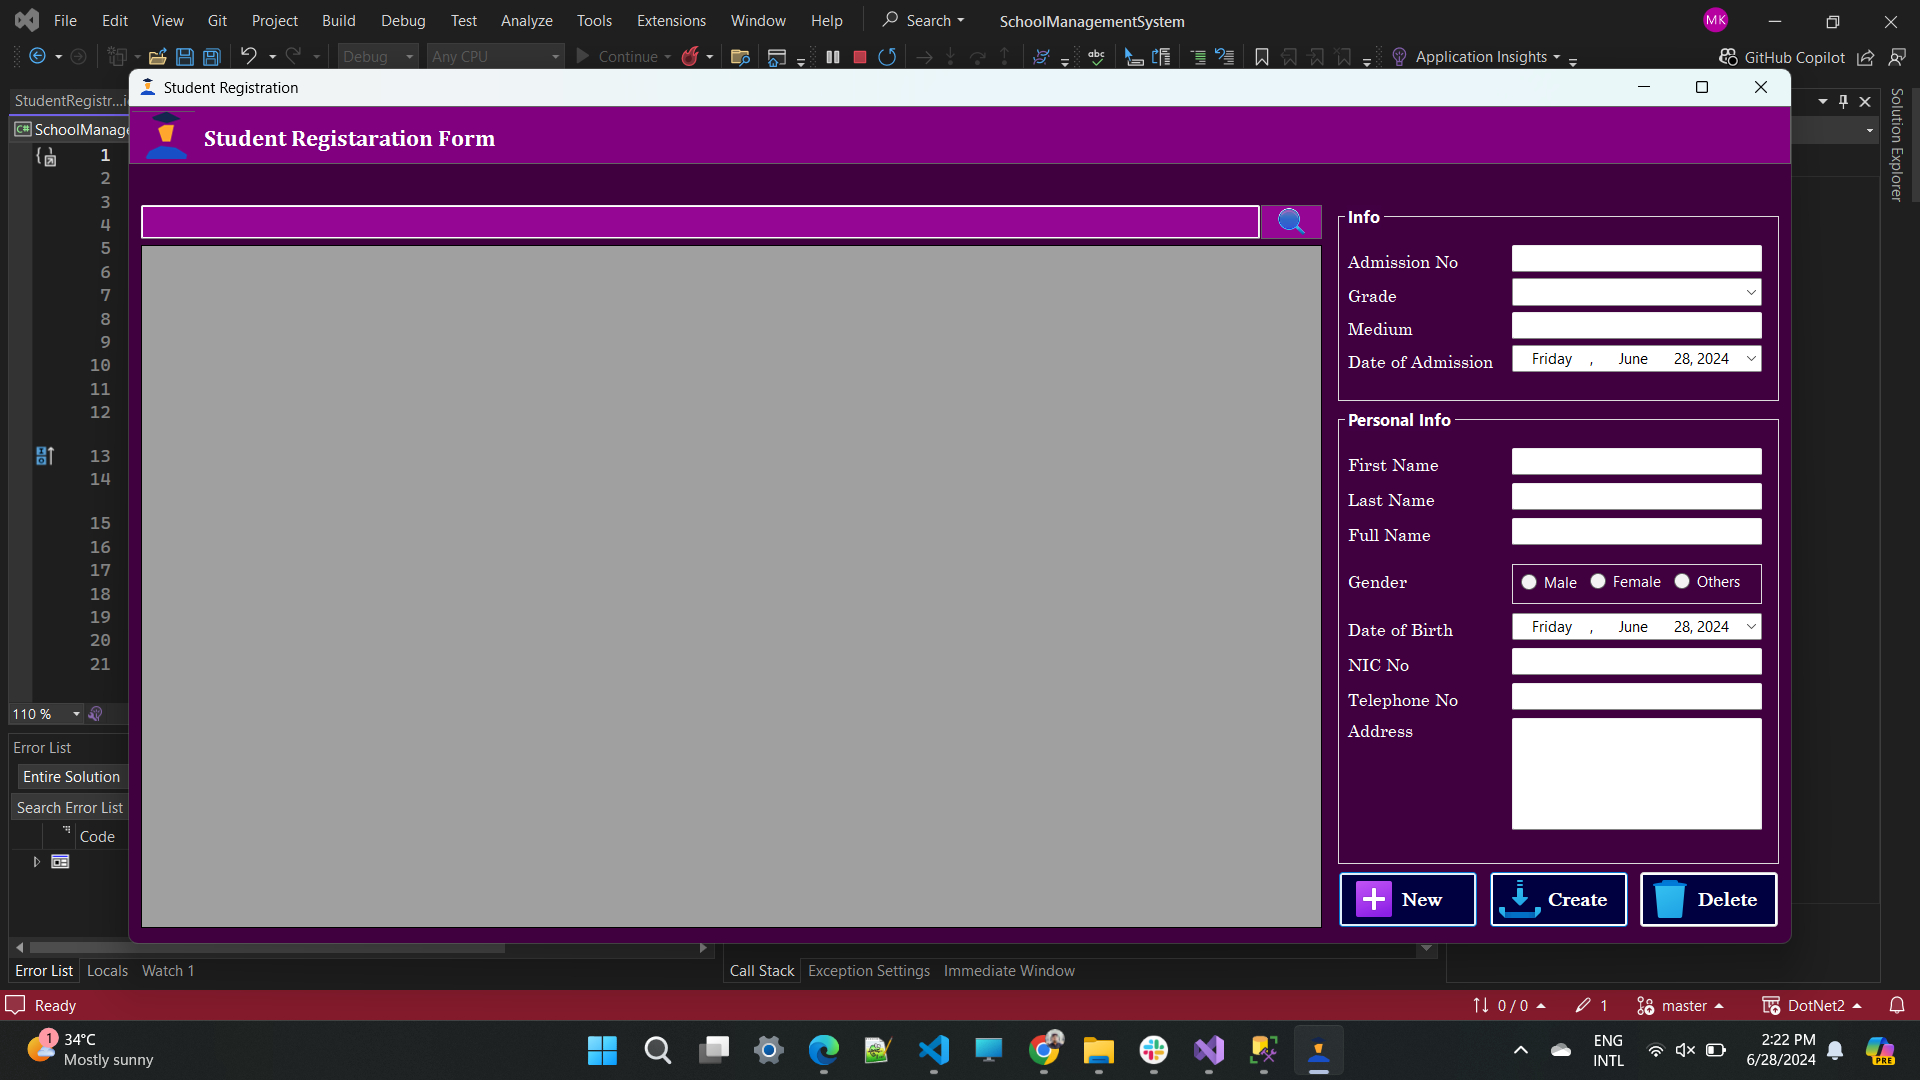 File Edit View Git Project Build Debug Test Analyze Tools Extensions Window Help Search SchoolManagementSystem MK
Debug Any CPU Continue abc Application Insights GitHub Copilot
StudentRegistr...
Student Registration
C# SchoolManage
Student Registaration Form
Solution Explorer
1
2
3
4
5
6
7
8
9
10
11
12
13
14
15
16
17
18
19
20
21
Info
Admission No
Grade
Medium
Date of Admission Friday , June 28, 2024
Personal Info
First Name
Last Name
Full Name
Gender Male Female Others
Date of Birth Friday , June 28, 2024
NIC No
Telephone No
Address
New Create Delete
110 %
Error List
Entire Solution
Search Error List
Code
Error List Locals Watch 1 Call Stack Exception Settings Immediate Window
Ready 0 / 0 1 master DotNet2
1 34°C
Mostly sunny
ENG
INTL
2:22 PM
6/28/2024
PRE